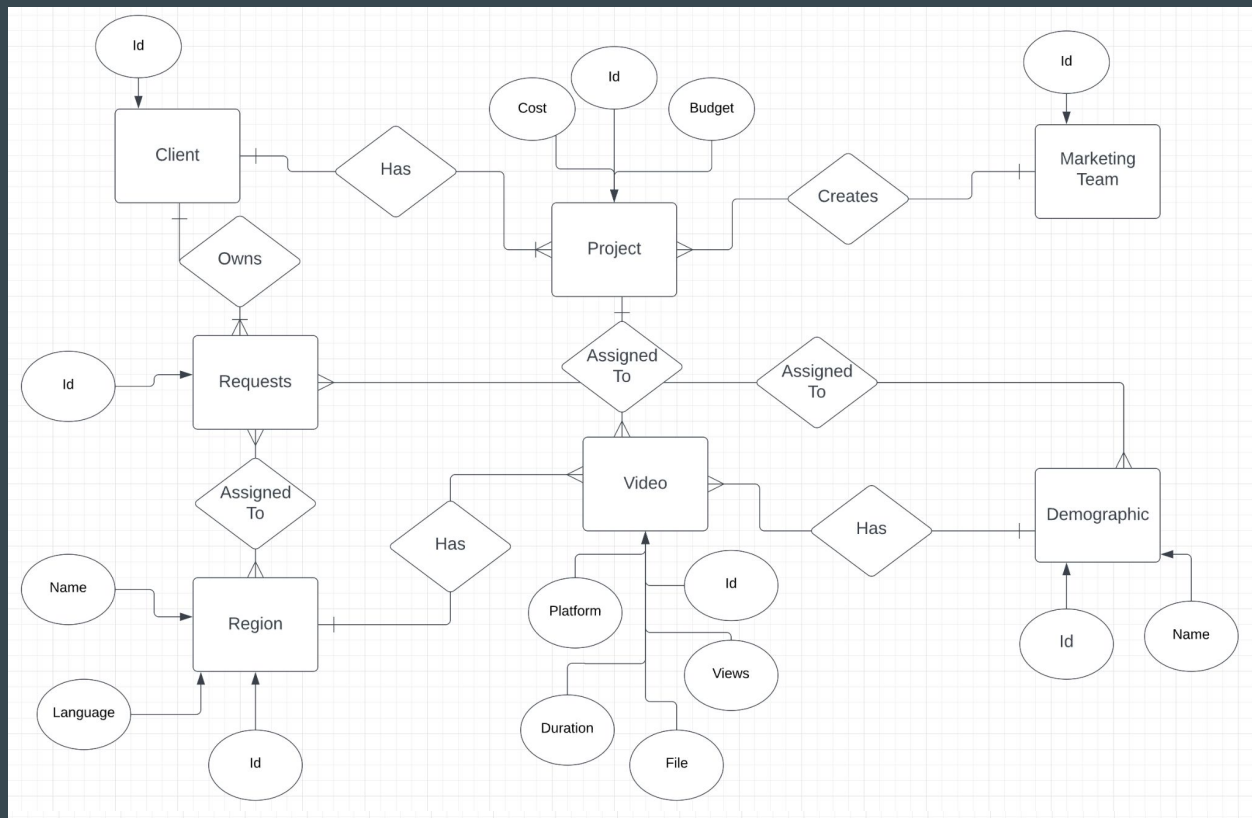 Id
Id
Id
Cost
Budget
Client
Has
Creates
Marketing
Team
Project
Owns
Id
Requests
Assigned
To
Assigned
To
Assigned
To
Video
Has
Has
Demographic
Name
Region
Platform
Id
Id
Name
Language
Views
Duration
Id
File